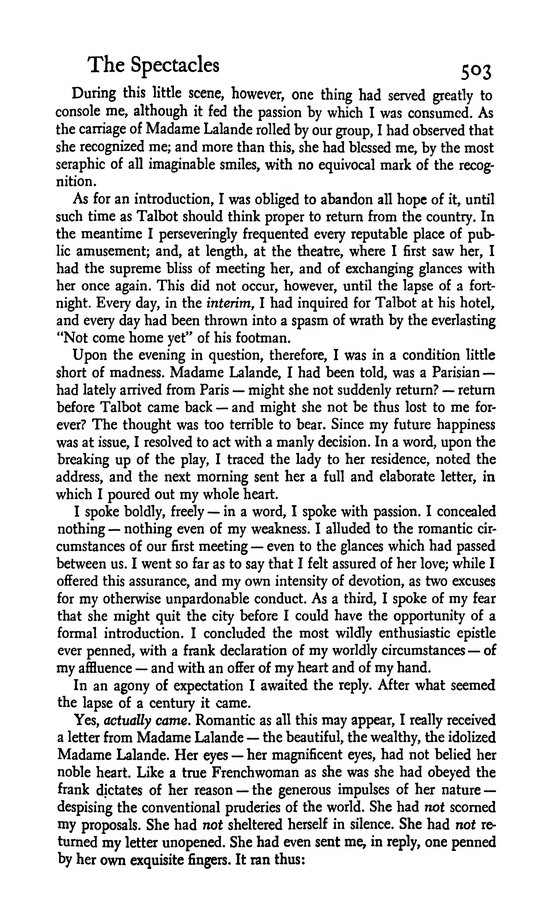 The Spectacles
503
During this little scene, however, one thing had served greatly to
console me, although it fed the passion by which I was consumed. As
the carriage of Madame Lalande rolled by our group, I had observed that
she recognized me; and more than this, she had blessed me, by the most
seraphic of all imaginable smiles, with no equivocal mark of the recog-
nition.
As for an introduction, I was obliged to abandon all hope of it, until
such time as Talbot should think proper to return from the country. In
the meantime I perseveringly frequented every reputable place of pub-
lic amusement; and, at length, at the theatre, where I first saw her, I
had the supreme bliss of meeting her, and of exchanging glances with
her once again. This did not occur, however, until the lapse of a fort-
night. Every day, in the interim, I had inquired for Talbot at his hotel,
and every day had been thrown into a spasm of wrath by the everlasting
“Not come home yet” of his footman.
Upon the evening in question, therefore, I was in a condition little
short of madness. Madame Lalande, I had been told, was a Parisian —
had lately arrived from Paris — might she not suddenly return? — return
before Talbot came back — and might she not be thus lost to me for-
ever? The thought was too terrible to bear. Since my future happiness
was at issue, I resolved to act with a manly decision. In a word, upon the
breaking up of the play, I traced the lady to her residence, noted the
address, and the next morning sent her a full and elaborate letter, in
which I poured out my whole heart.
I spoke boldly, freely — in a word, I spoke with passion. I concealed
nothing — nothing even of my weakness. I alluded to the romantic cir-
cumstances of our first meeting — even to the glances which had passed
between us. I went so far as to say that I felt assured of her love; while I
offered this assurance, and my own intensity of devotion, as two excuses
for my otherwise unpardonable conduct. As a third, I spoke of my fear
that she might quit the city before I could have the opportunity of a
formal introduction. I concluded the most wildly enthusiastic epistle
ever penned, with a frank declaration of my worldly circumstances — of
my affluence — and with an offer of my heart and of my hand.
In an agony of expectation I awaited the reply. After what seemed
the lapse of a century it came.
Yes, actually came. Romantic as all this may appear, I really received
a letter from Madame Lalande — the beautiful, the wealthy, the idolized
Madame Lalande. Her eyes — her magnificent eyes, had not belied her
noble heart. Like a true Frenchwoman as she was she had obeyed the
frank dictates of her reason — the generous impulses of her nature —
despising the conventional pruderies of the world. She had not scorned
my proposals. She had not sheltered herself in silence. She had not re-
turned my letter unopened. She had even sent me, in reply, one penned
by her own exquisite fingers. It ran thus: